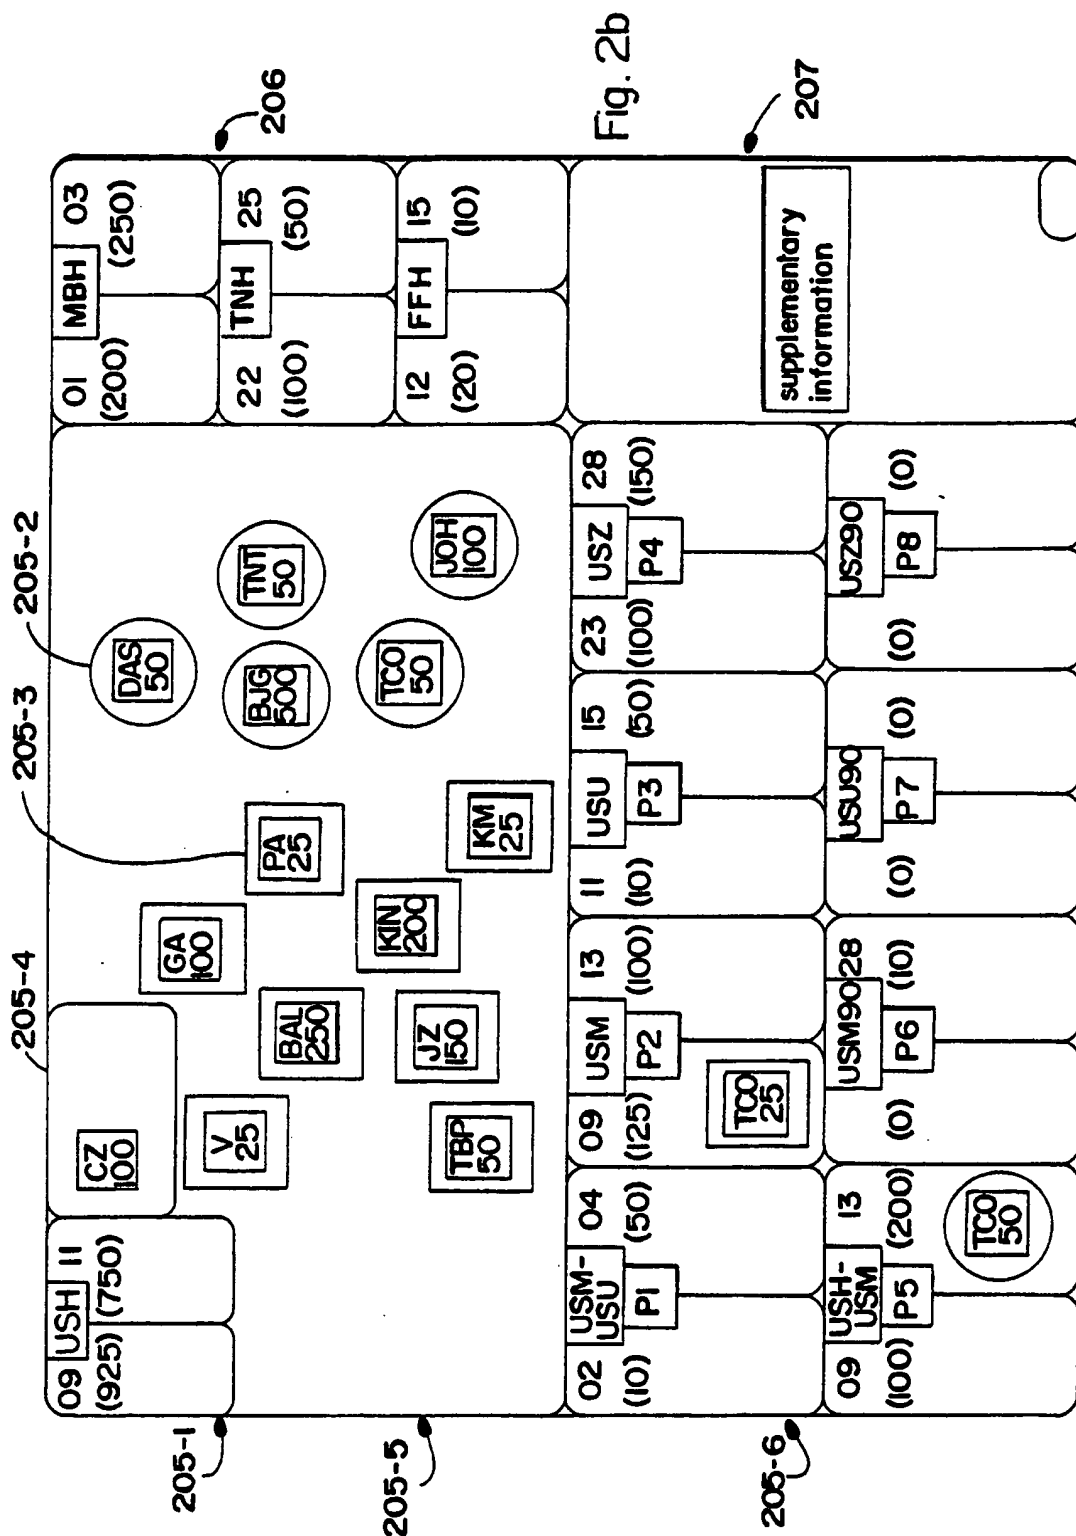 205-4
205-3
205-2
09 USH 11
(925) (750)
CZ
100
GA
100
DAS
50
01 MBH 03
(200) (250)
206
205-1
V
25
BAL
250
PA
25
BJG
500
TNT
50
22 TNH 25
(100) (50)
205-5
TBP
50
JZ
150
KIN
200
KM
25
TCO
50
JOH
100
12 FFH 15
(20) (10)
02 USM-
USU 04
(10) P1 (50)
09 USM 13
(125) P2 (100)
TCO
25
11 USU 15
(10) P3 (50)
23 USZ 28
(100) P4 (150)
Fig. 2b
205-6
09 USH-
USM 13
(100) P5 (200)
TCO
50
USM90 28
(0) P6 (10)
USU90
(0) P7 (0)
USZ90
(0) P8 (0)
supplementary
information
207